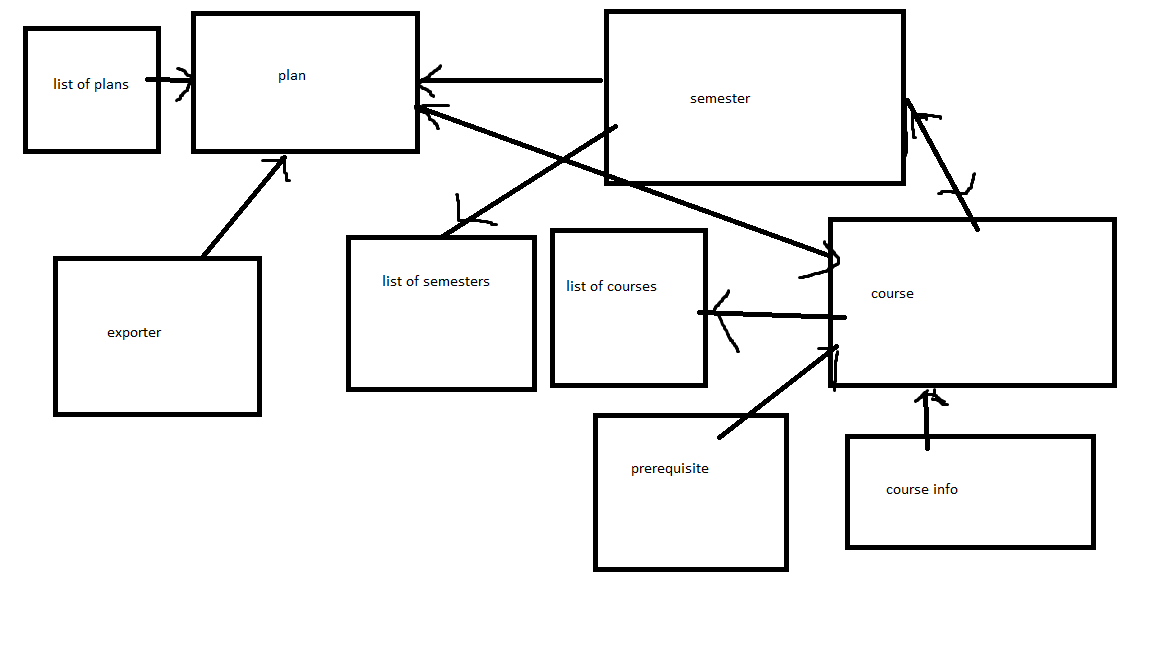 list of plans
plan
semester
list of semesters
list of courses
course
exporter
prerequisite
course info